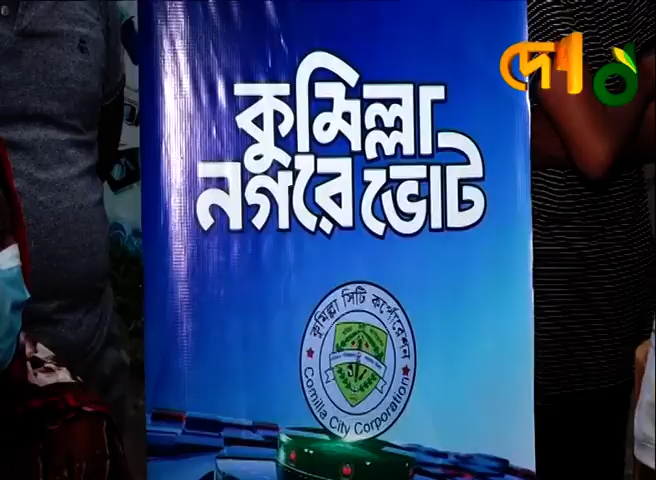 দেশ
কুমিল্লা
নগরে ভোট
কুমিল্লা সিটি কর্পোরেশন
Comilla City Corporation